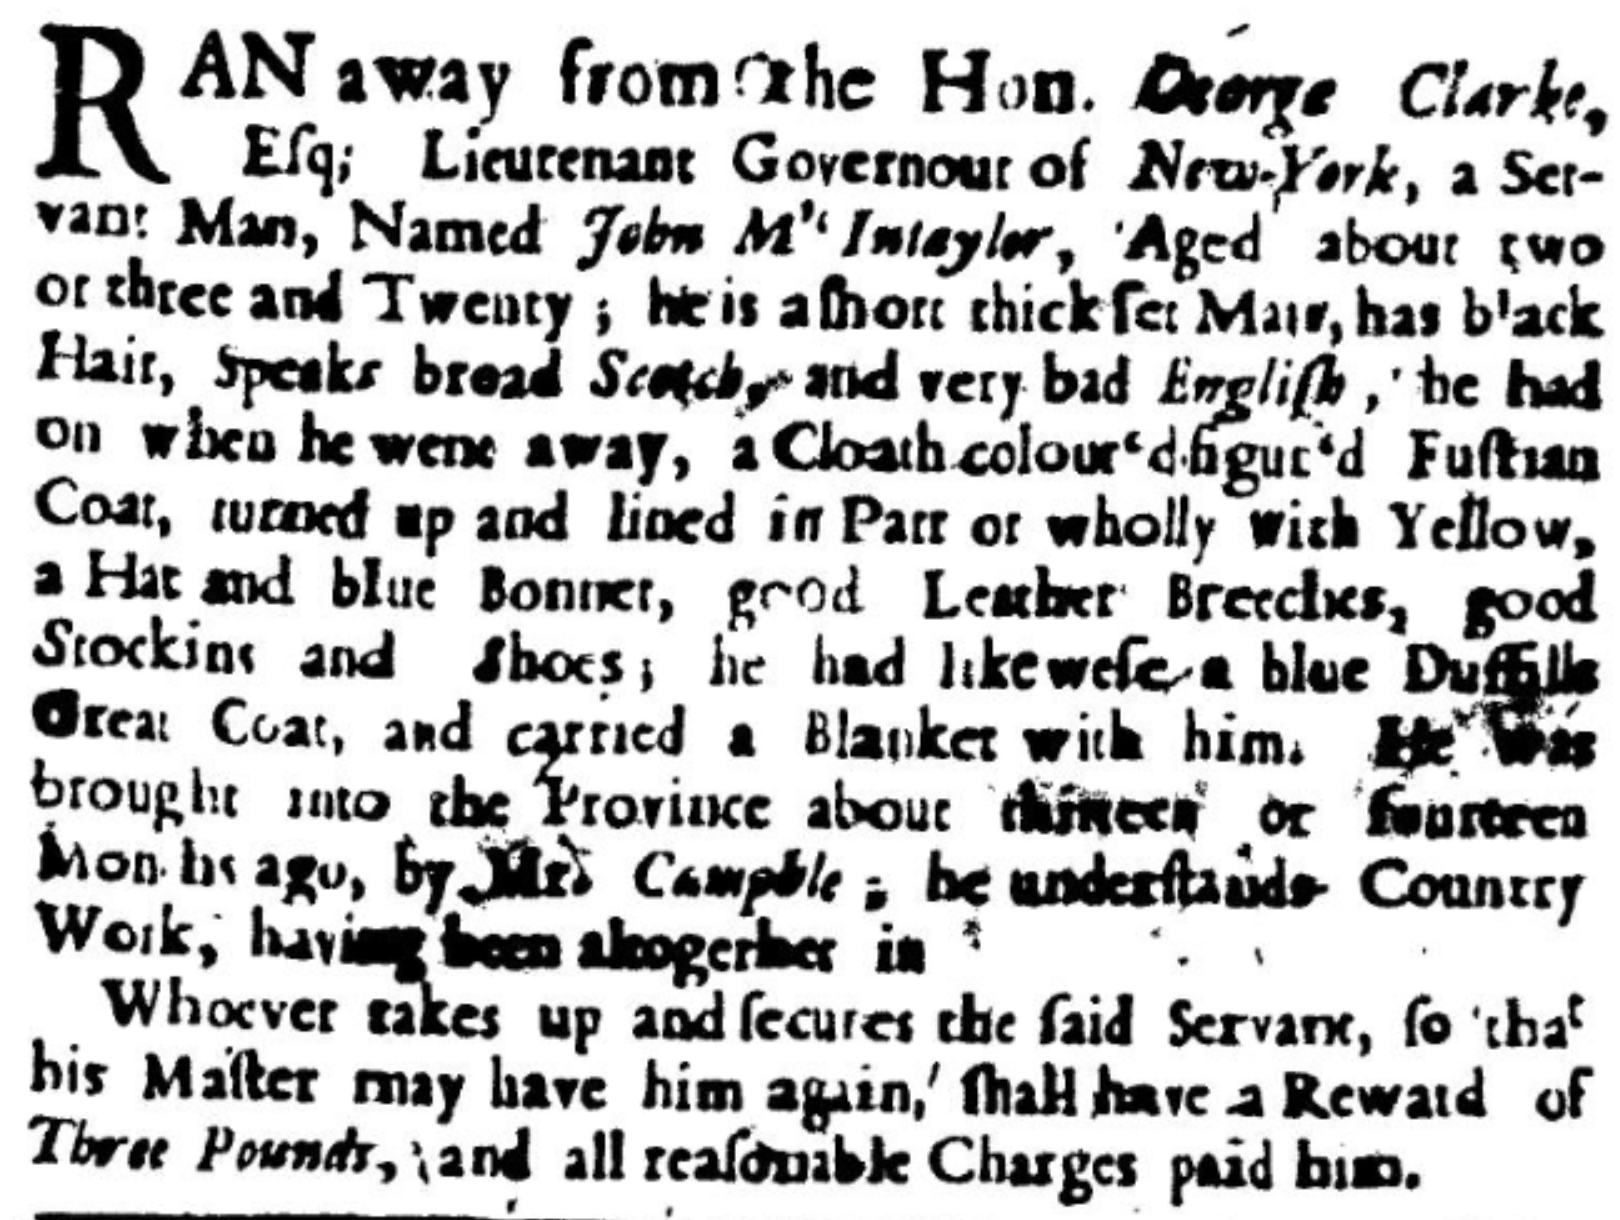 RAN away from the Hon. George Clarke,
Eſq; Lieutenant Governour of New-York, a Ser-
vant Man, Named John Mc Intaylor, Aged about two
or three and Twenty; he is a ſhort thick ſet Man, has black
Hair, Speaks broad Scotch, and very bad Engliſh, he had
on when he went away, a Cloath colour‘d figur‘d Fuſtian
Coat, turned up and lined in Part or wholly with Yellow,
a Hat and blue Bonnet, good Leather Breeches, good
Stockins and Shoes; he had likeweſe a blue Duffills
Great Coat, and carried a Blanket with him. He was
brought into the Province about thirteen or fourteen
Months ago, by Mr. Campble; he underſtands Country
Work, having been altogether in
Whoever takes up and ſecures the ſaid Servant, ſo that
his Maſter may have him again, ſhall have a Reward of
Three Pounds, and all reaſonable Charges paid him.